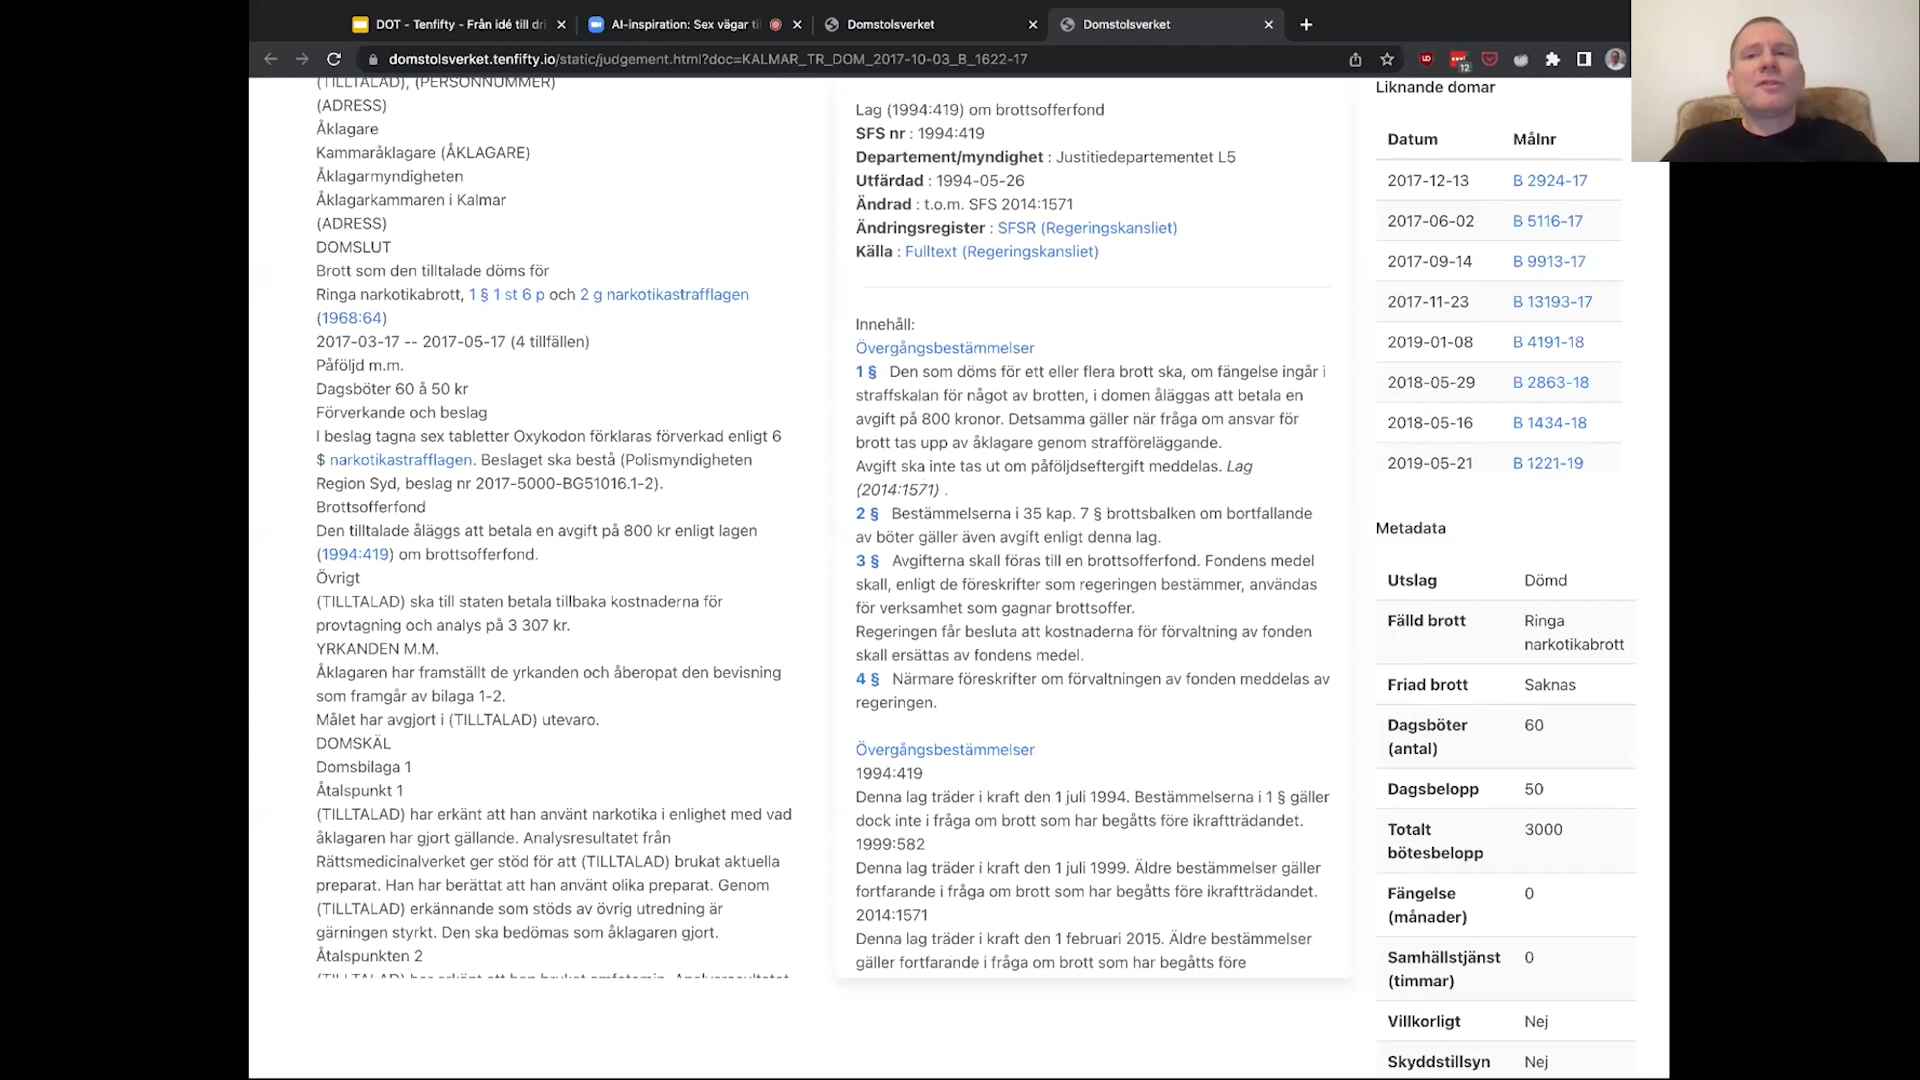 DOT - Tenfifty - Från idé till dri
AI-inspiration: Sex vägar ti
Domstolsverket
Domstolsverket
domstolsverket.tenfifty.io/static/judgement.html?doc=KALMAR_TR_DOM_2017-10-03_B_1622-17
12
(TILLTALAD), (PERSONNUMMER)
(ADRESS)
Åklagare
Kammaråklagare (ÅKLAGARE)
Åklagarmyndigheten
Åklagarkammaren i Kalmar
(ADRESS)
DOMSLUT
Brott som den tilltalade döms för
Ringa narkotikabrott, 1 § 1 st 6 p och 2 g narkotikastrafflagen
(1968:64)
2017-03-17 -- 2017-05-17 (4 tillfällen)
Påföljd m.m.
Dagsböter 60 å 50 kr
Förverkande och beslag
I beslag tagna sex tabletter Oxykodon förklaras förverkad enligt 6
$ narkotikastrafflagen. Beslaget ska bestå (Polismyndigheten
Region Syd, beslag nr 2017-5000-BG51016.1-2).
Brottsofferfond
Den tilltalade åläggs att betala en avgift på 800 kr enligt lagen
(1994:419) om brottsofferfond.
Övrigt
(TILLTALAD) ska till staten betala tillbaka kostnaderna för
provtagning och analys på 3 307 kr.
YRKANDEN M.M.
Åklagaren har framställt de yrkanden och åberopat den bevisning
som framgår av bilaga 1-2.
Målet har avgjort i (TILLTALAD) utevaro.
DOMSKÄL
Domsbilaga 1
Åtalspunkt 1
(TILLTALAD) har erkänt att han använt narkotika i enlighet med vad
åklagaren har gjort gällande. Analysresultatet från
Rättsmedicinalverket ger stöd för att (TILLTALAD) brukat aktuella
preparat. Han har berättat att han använt olika preparat. Genom
(TILLTALAD) erkännande som stöds av övrig utredning är
gärningen styrkt. Den ska bedömas som åklagaren gjort.
Åtalspunkten 2
(TILLTALAD) har erkänt att han brukat amfetamin. Analysresultatet
Lag (1994:419) om brottsofferfond
SFS nr : 1994:419
Departement/myndighet : Justitiedepartementet L5
Utfärdad : 1994-05-26
Ändrad : t.o.m. SFS 2014:1571
Ändringsregister : SFSR (Regeringskansliet)
Källa : Fulltext (Regeringskansliet)
Innehåll:
Övergångsbestämmelser
1 § Den som döms för ett eller flera brott ska, om fängelse ingår i
straffskalan för något av brotten, i domen åläggas att betala en
avgift på 800 kronor. Detsamma gäller när fråga om ansvar för
brott tas upp av åklagare genom strafföreläggande.
Avgift ska inte tas ut om påföljdseftergift meddelas. Lag
(2014:1571) .
2 § Bestämmelserna i 35 kap. 7 § brottsbalken om bortfallande
av böter gäller även avgift enligt denna lag.
3 § Avgifterna skall föras till en brottsofferfond. Fondens medel
skall, enligt de föreskrifter som regeringen bestämmer, användas
för verksamhet som gagnar brottsoffer.
Regeringen får besluta att kostnaderna för förvaltning av fonden
skall ersättas av fondens medel.
4 § Närmare föreskrifter om förvaltningen av fonden meddelas av
regeringen.
Övergångsbestämmelser
1994:419
Denna lag träder i kraft den 1 juli 1994. Bestämmelserna i 1 § gäller
dock inte i fråga om brott som har begåtts före ikraftträdandet.
1999:582
Denna lag träder i kraft den 1 juli 1999. Äldre bestämmelser gäller
fortfarande i fråga om brott som har begåtts före ikraftträdandet.
2014:1571
Denna lag träder i kraft den 1 februari 2015. Äldre bestämmelser
gäller fortfarande i fråga om brott som har begåtts före
Liknande domar
Datum Målnr
2017-12-13 B 2924-17
2017-06-02 B 5116-17
2017-09-14 B 9913-17
2017-11-23 B 13193-17
2019-01-08 B 4191-18
2018-05-29 B 2863-18
2018-05-16 B 1434-18
2019-05-21 B 1221-19
Metadata
Utslag Dömd
Fälld brott Ringa
narkotikabrott
Friad brott Saknas
Dagsböter 60
(antal)
Dagsbelopp 50
Totalt 3000
bötesbelopp
Fängelse 0
(månader)
Samhällstjänst 0
(timmar)
Villkorligt Nej
Skyddstillsyn Nej